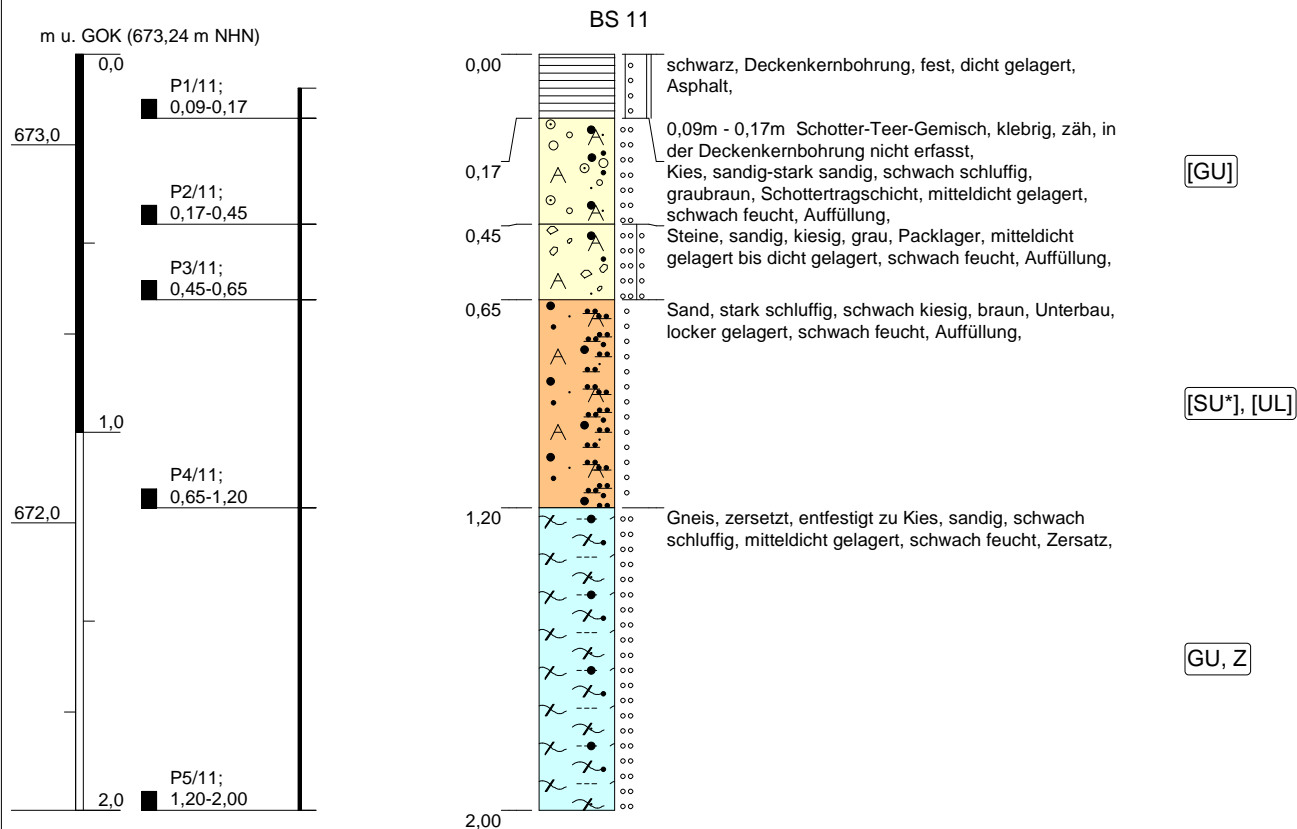 BS 11
m u. GOK (673,24 m NHN)
0,0
673,0
1,0
672,0
2,0
P1/11;
0,09-0,17
P2/11;
0,17-0,45
P3/11;
0,45-0,65
P4/11;
0,65-1,20
P5/11;
1,20-2,00
0,00
schwarz, Deckenkernbohrung, fest, dicht gelagert,
Asphalt,
0,09m - 0,17m Schotter-Teer-Gemisch, klebrig, zäh, in
der Deckenkernbohrung nicht erfasst,
0,17
Kies, sandig-stark sandig, schwach schluffig,
graubraun, Schottertragschicht, mitteldicht gelagert,
schwach feucht, Auffüllung,
[GU]
0,45
Steine, sandig, kiesig, grau, Packlager, mitteldicht
gelagert bis dicht gelagert, schwach feucht, Auffüllung,
0,65
Sand, stark schluffig, schwach kiesig, braun, Unterbau,
locker gelagert, schwach feucht, Auffüllung,
[SU*], [UL]
1,20
Gneis, zersetzt, entfestigt zu Kies, sandig, schwach
schluffig, mitteldicht gelagert, schwach feucht, Zersatz,
GU, Z
2,00